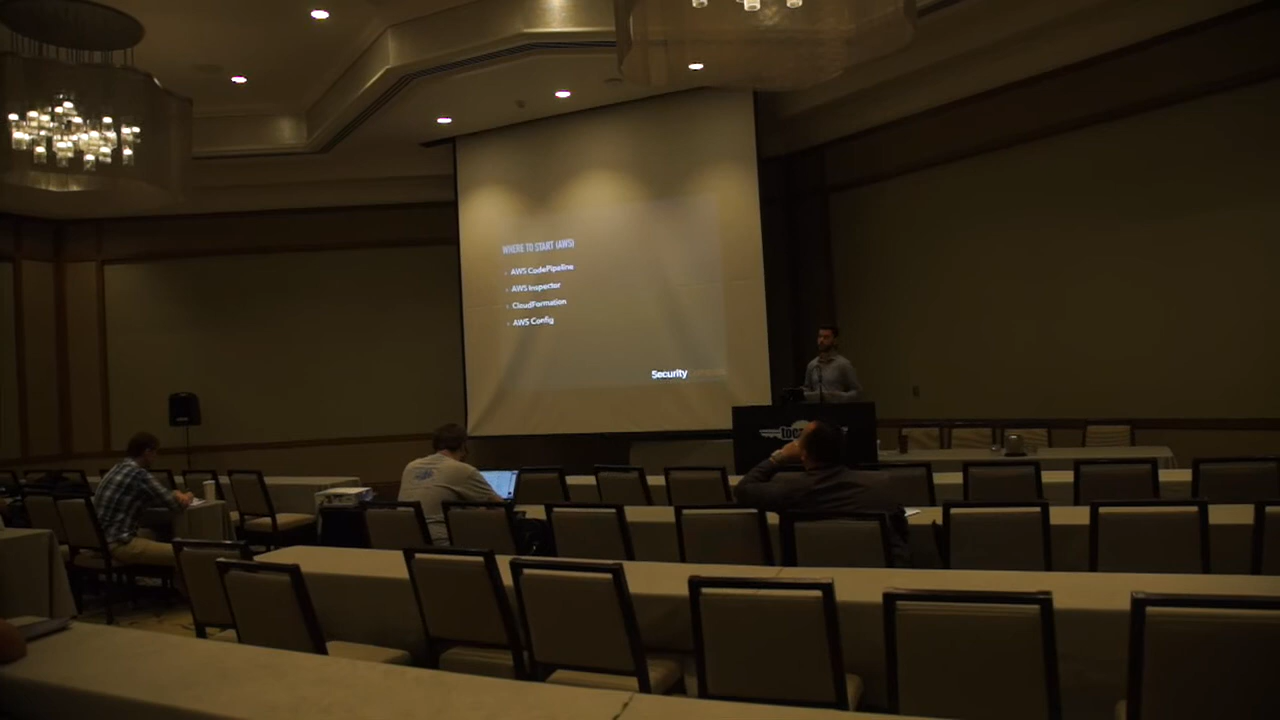 WHERE TO START (AWS)
AWS CodePipeline
AWS Inspector
CloudFormation
AWS Config
Security